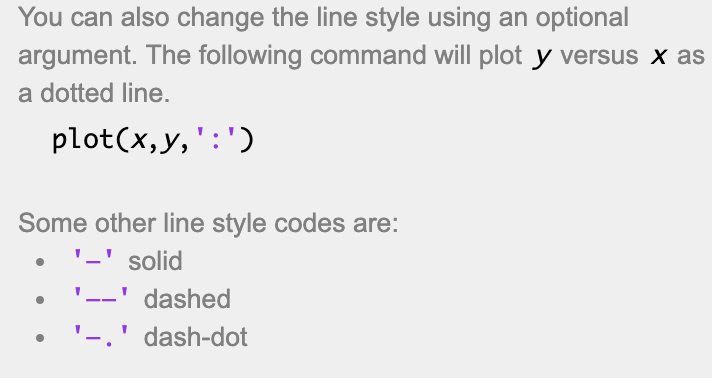 You can also change the line style using an optional
argument. The following command will plot y versus x as
a dotted line.
plot(x,y,':')
Some other line style codes are:
• '-' solid
• '--' dashed
• '-.' dash-dot